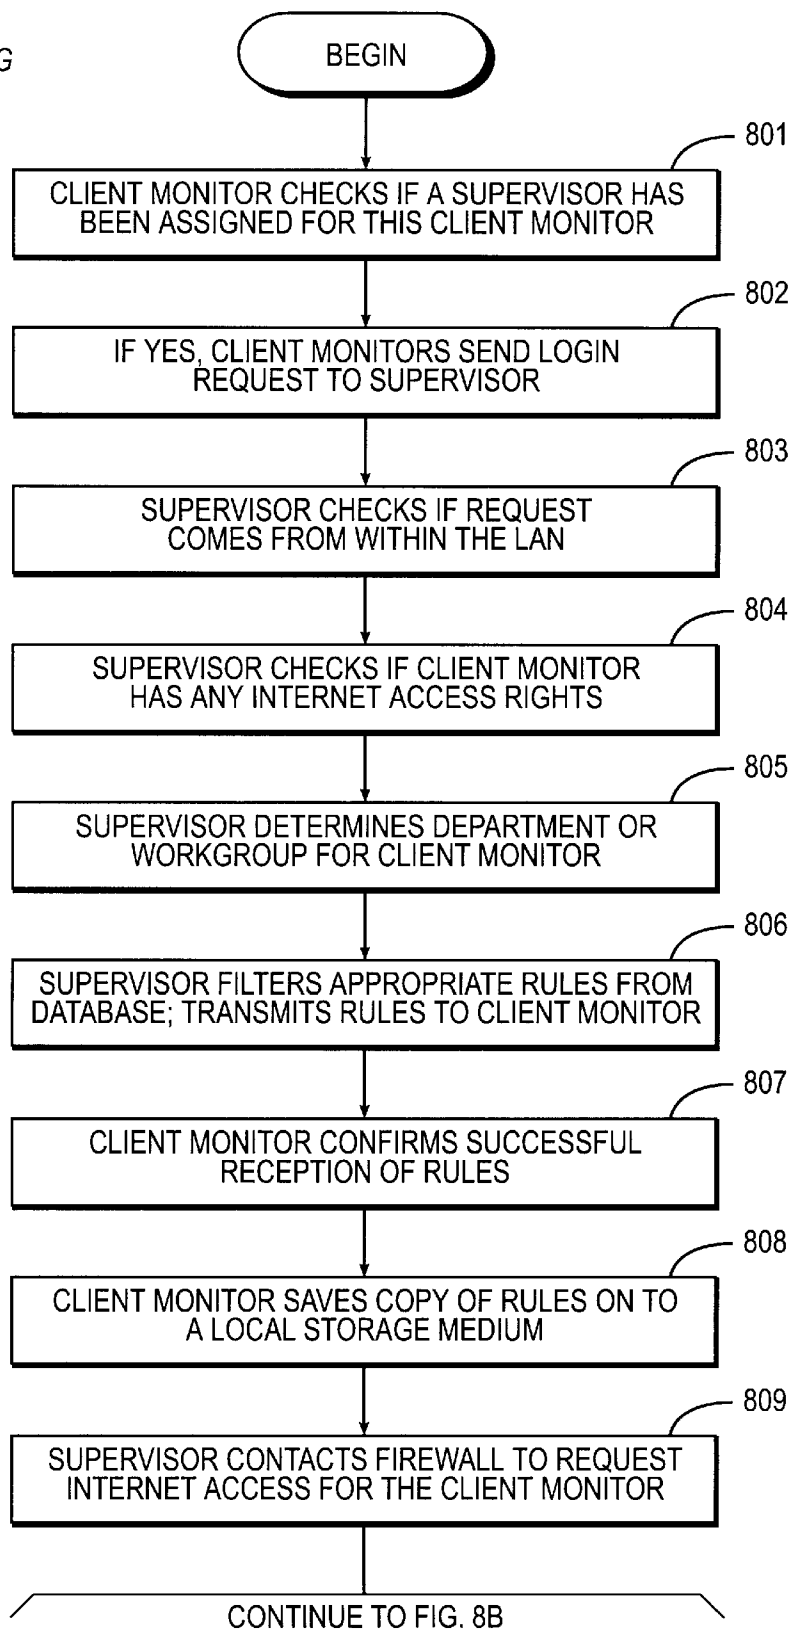 G
BEGIN
801
CLIENT MONITOR CHECKS IF A SUPERVISOR HAS
BEEN ASSIGNED FOR THIS CLIENT MONITOR
802
IF YES, CLIENT MONITORS SEND LOGIN
REQUEST TO SUPERVISOR
803
SUPERVISOR CHECKS IF REQUEST
COMES FROM WITHIN THE LAN
804
SUPERVISOR CHECKS IF CLIENT MONITOR
HAS ANY INTERNET ACCESS RIGHTS
805
SUPERVISOR DETERMINES DEPARTMENT OR
WORKGROUP FOR CLIENT MONITOR
806
SUPERVISOR FILTERS APPROPRIATE RULES FROM
DATABASE; TRANSMITS RULES TO CLIENT MONITOR
807
CLIENT MONITOR CONFIRMS SUCCESSFUL
RECEPTION OF RULES
808
CLIENT MONITOR SAVES COPY OF RULES ON TO
A LOCAL STORAGE MEDIUM
809
SUPERVISOR CONTACTS FIREWALL TO REQUEST
INTERNET ACCESS FOR THE CLIENT MONITOR
CONTINUE TO FIG. 8B